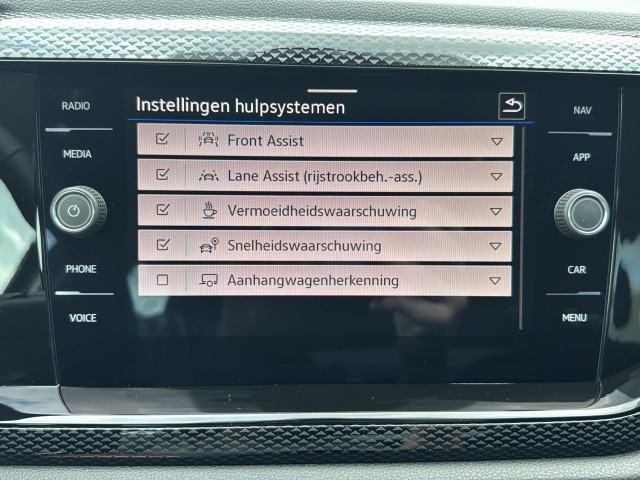 Instellingen hulpsystemen
RADIO
NAV
Front Assist
MEDIA
APP
Lane Assist (rijstrookbeh.-ass.)
Vermoeidheidswaarschuwing
Snelheidswaarschuwing
PHONE
CAR
Aanhangwagenherkenning
VOICE
MENU